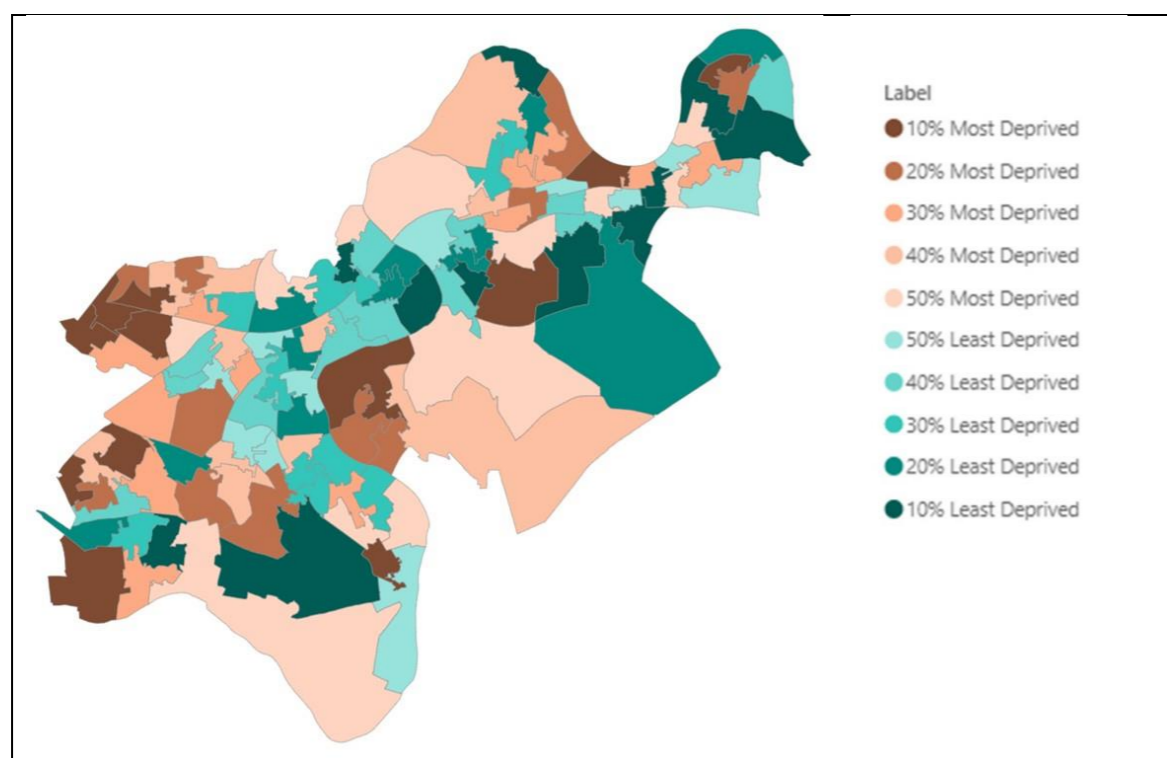 Label
10% Most Deprived
20% Most Deprived
30% Most Deprived
40% Most Deprived
50% Most Deprived
50% Least Deprived
40% Least Deprived
30% Least Deprived
20% Least Deprived
10% Least Deprived